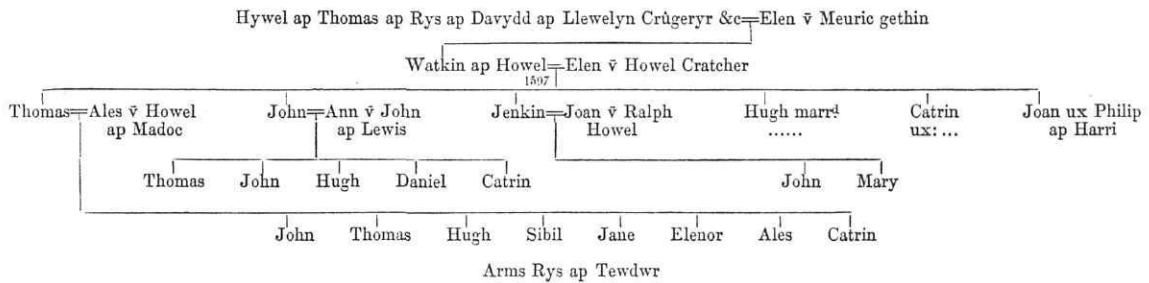 Hywel ap Thomas ap Rys ap Davydd ap Llewelyn Crûgeryr &c=Elen v̄ Meuric gethin
Watkin ap Howel=Elen v̄ Howel Cratcher
1597
Thomas=Ales v̄ Howel ap Madoc
John=Ann v̄ John ap Lewis
Jenkin=Joan v̄ Ralph Howel
Hugh marrd ......
Catrin ux: ...
Joan ux Philip ap Harri
Thomas John Hugh Daniel Catrin
John Mary
John Thomas Hugh Sibil Jane Elenor Ales Catrin
Arms Rys ap Tewdwr